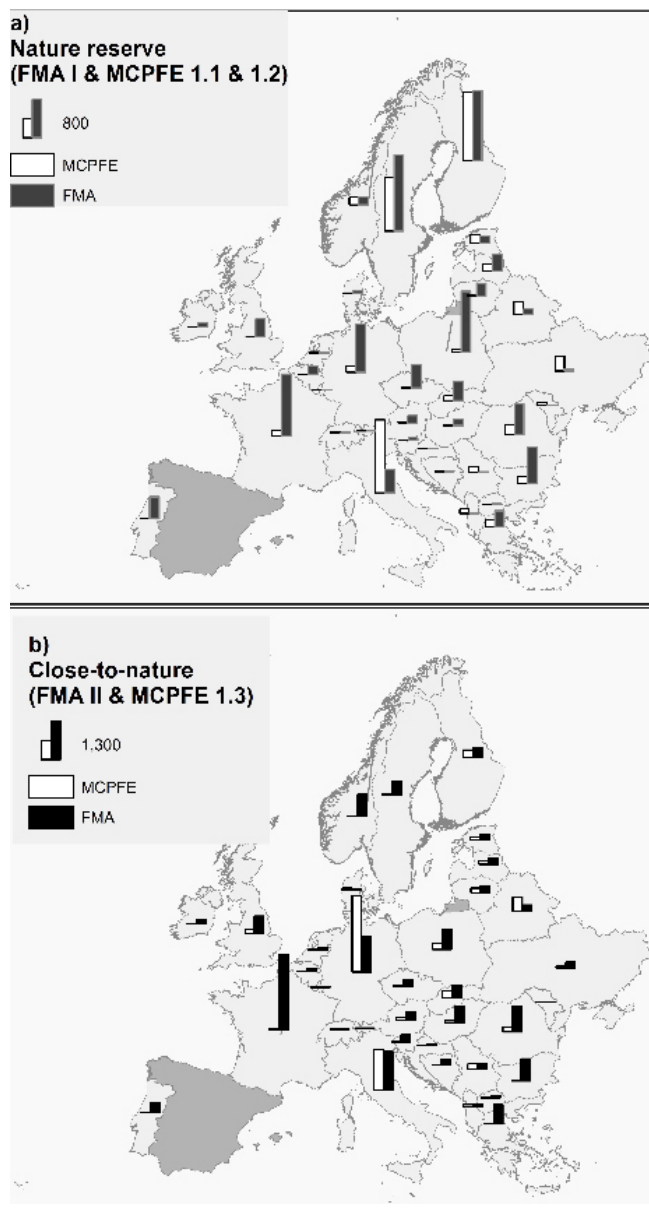 a)
Nature reserve
(FMA I & MCPFE 1.1 & 1.2)
800
MCPFE
FMA
b)
Close-to-nature
(FMA II & MCPFE 1.3)
1,300
MCPFE
FMA